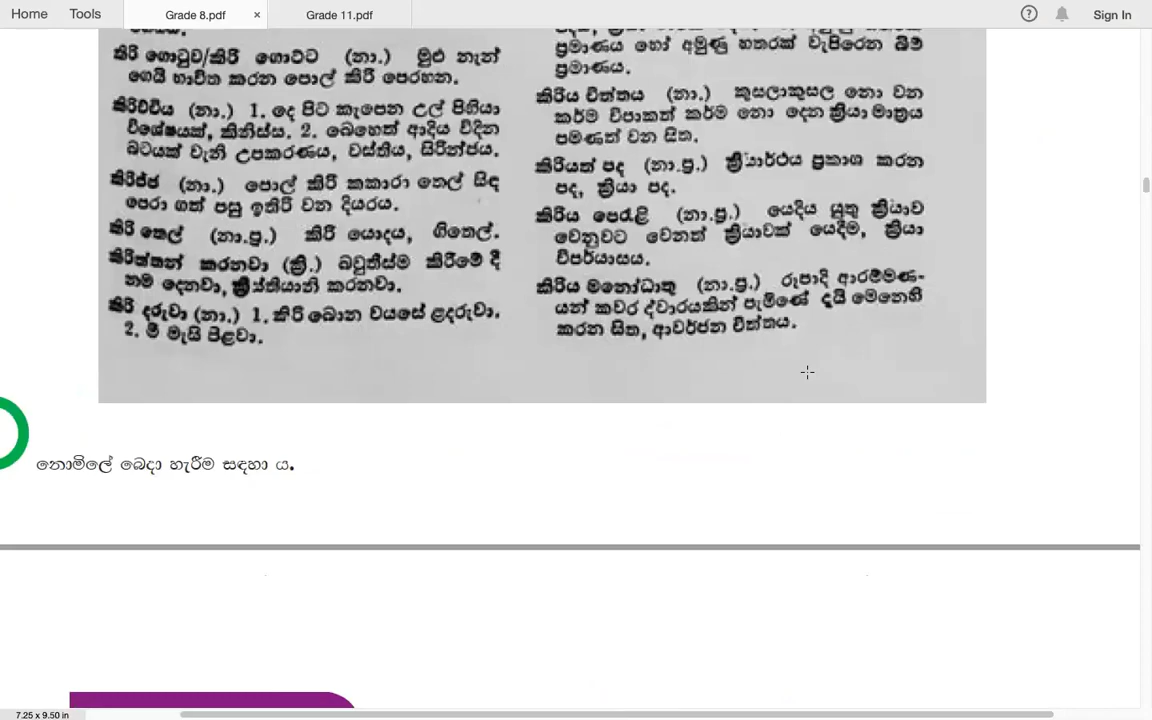 Home
Tools
Grade 8.pdf
×
Grade 11.pdf
Sign In
කිරි ගොටුව/කිරි ගොට්ට (නා.) මුළු තැන්
ගෙයි භාවිත කරන පොල් කිරි පෙරහන.
කිරිච්චිය (නා.) 1. දෙ පිට කැපෙන උල් පිහියා
විශේෂයක්, කිනිස්ස. 2. බෙහෙත් ආදිය විදින
බටයක් වැනි උපකරණය, වස්තිය, සිරින්ජය.
කිරිජ්ජ (නා.) පොල් කිරි කකාරා තෙල් සිඳ
පෙරා ගත් පසු ඉතිරි වන දියරය.
කිරි තෙල් (නා.ප්‍ර.) කිරි යොදය, ගිතෙල්.
කිරිත්තන් කරනවා (ක්‍රි.) බවුතීස්ම කිරීමේ දී
නම දෙනවා, ක්‍රිස්තියානි කරනවා.
කිරි දරුවා (නා.) 1. කිරි බොන වයසේ ළදරුවා.
2. මී මැසි පිළවා.
ප්‍රමාණය හෝ අමුණු හතරක් වැපිරෙන බිම්
ප්‍රමාණය.
කිරිය චිත්තය (නා.) කුසලාකුසල නො වන
කර්ම විපාකත් කර්ම නො දෙන ක්‍රියා මාත්‍රය
පමණක් වන සිත.
කිරියත් පද (නා.ප්‍ර.) ක්‍රියාර්ථය ප්‍රකාශ කරන
පද, ක්‍රියා පද.
කිරිය පෙරැළි (නා.ප්‍ර.) යෙදිය යුතු ක්‍රියාව
වෙනුවට වෙනත් ක්‍රියාවක් යෙදීම, ක්‍රියා
විපර්යාසය.
කිරිය මනෝධාතු (නා.ප්‍ර.) රූපාදි ආරම්මණ-
යන් කවර ද්වාරයකින් පැමිණේ දැයි මෙනෙහි
කරන සිත, ආවර්ජන චිත්තය.
නොමිලේ බෙදා හැරීම සඳහා ය.
7.25 x 9.50 in